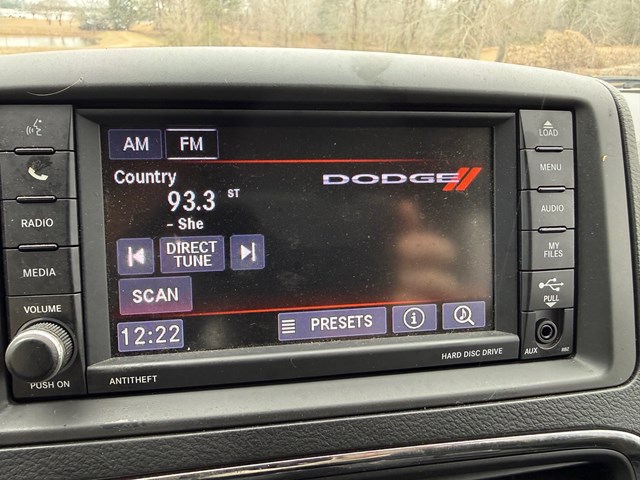 AM FM
Country
93.3 ST
- She
DODGE
DIRECT
TUNE
SCAN
12:22
PRESETS
RADIO
MEDIA
VOLUME
PUSH ON
ANTITHEFT
HARD DISC DRIVE
LOAD
MENU
AUDIO
MY
FILES
PULL
AUX